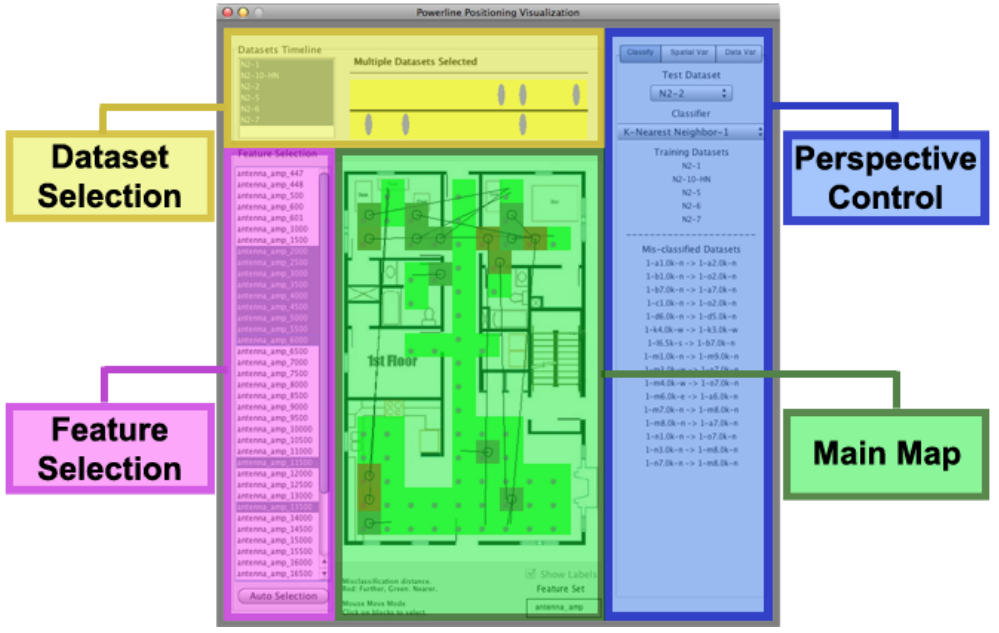 Powerline Positioning Visualization
Datasets Timeline
N2-1
N2-10-HN
N2-2
N2-5
N2-6
N2-7
Multiple Datasets Selected
Classify
Spatial Var
Data Var
Test Dataset
N2-2
Classifier
K-Nearest Neighbor-1
Training Datasets
N2-1
N2-10-HN
N2-5
N2-6
N2-7
Mis-classified Datasets
1-a1.0k-n -> 1-a2.0k-n
1-b1.0k-n -> 1-o2.0k-n
1-b7.0k-n -> 1-a7.0k-n
1-c1.0k-n -> 1-o2.0k-n
1-d6.0k-n -> 1-d5.0k-n
1-k4.0k-w -> 1-k3.0k-w
1-l6.5k-s -> 1-b7.0k-n
1-m1.0k-n -> 1-m9.0k-n
1-m4.0k-w -> 1-o7.0k-n
1-m6.0k-e -> 1-a6.0k-n
1-m7.0k-n -> 1-m8.0k-n
1-m8.0k-n -> 1-a7.0k-n
1-n1.0k-n -> 1-o7.0k-n
1-n3.0k-n -> 1-m8.0k-n
1-n7.0k-n -> 1-m8.0k-n
Dataset
Selection
Perspective
Control
Feature Selection
antenna_amp_447
antenna_amp_448
antenna_amp_500
antenna_amp_600
antenna_amp_601
antenna_amp_1000
antenna_amp_1500
antenna_amp_2000
antenna_amp_2500
antenna_amp_3000
antenna_amp_3500
antenna_amp_4000
antenna_amp_4500
antenna_amp_5000
antenna_amp_5500
antenna_amp_6000
antenna_amp_6500
antenna_amp_7000
antenna_amp_7500
antenna_amp_8000
antenna_amp_8500
antenna_amp_9000
antenna_amp_9500
antenna_amp_10000
antenna_amp_10500
antenna_amp_11000
antenna_amp_11500
antenna_amp_12000
antenna_amp_12500
antenna_amp_13000
antenna_amp_13500
antenna_amp_14000
antenna_amp_14500
antenna_amp_15000
antenna_amp_15500
antenna_amp_16000
antenna_amp_16500
Auto Selection
1st Floor
Feature
Selection
Main Map
Misclassification distance.
Red: Further, Green: Nearer.
Mouse Move Mode
Click on blocks to select.
Show Labels
Feature Set
antenna_amp